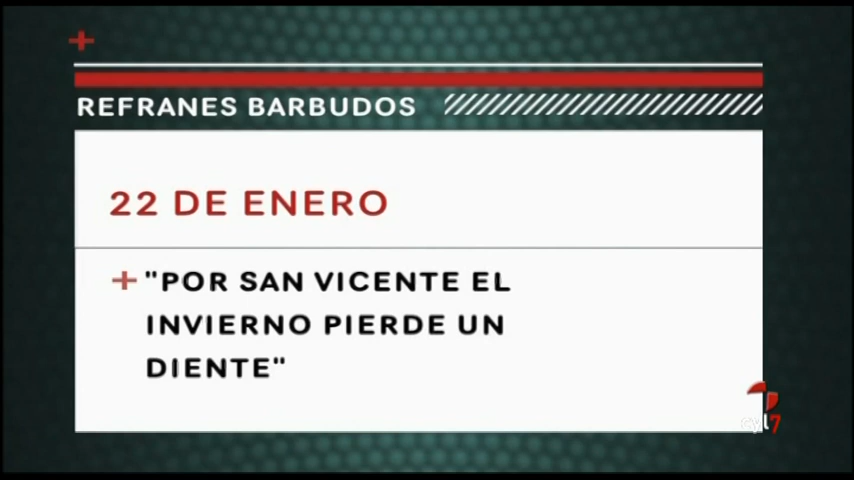 REFRANES BARBUDOS
22 DE ENERO
"POR SAN VICENTE EL
INVIERNO PIERDE UN
DIENTE"
cyl7